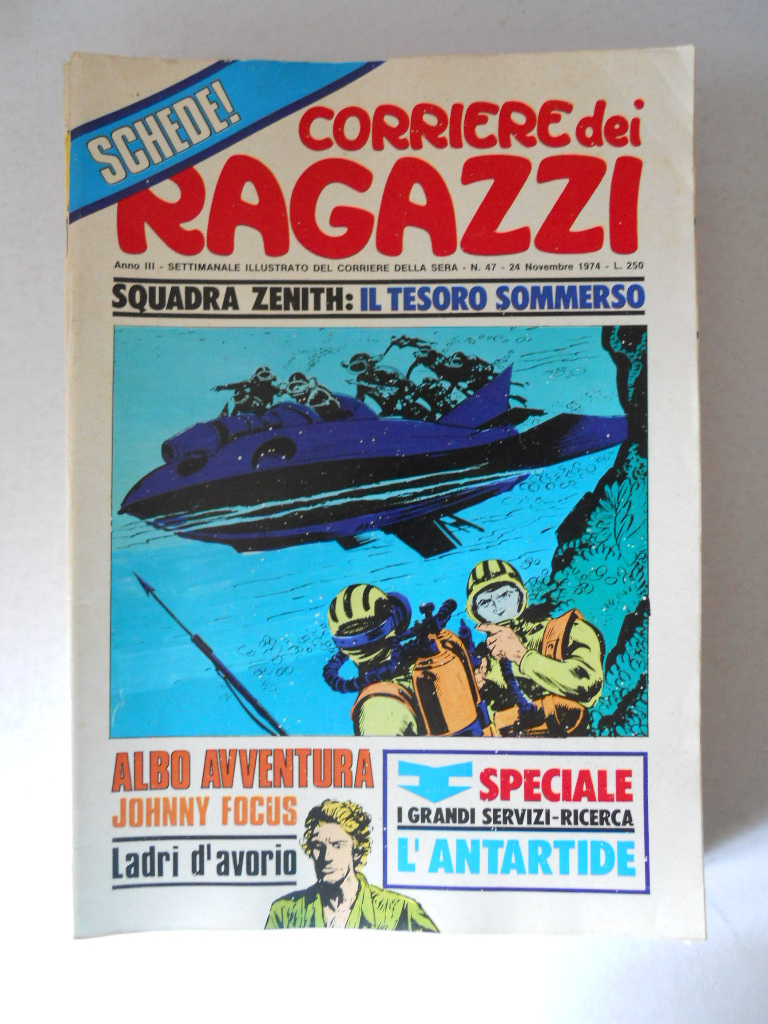 SCHEDE!
CORRIERE dei
RAGAZZI
Anno III - SETTIMANALE ILLUSTRATO DEL CORRIERE DELLA SERA - N. 47 - 24 Novembre 1974 - L. 250
SQUADRA ZENITH: IL TESORO SOMMERSO
ALBO AVVENTURA
JOHNNY FOCUS
Ladri d'avorio
SPECIALE
I GRANDI SERVIZI-RICERCA
L'ANTARTIDE